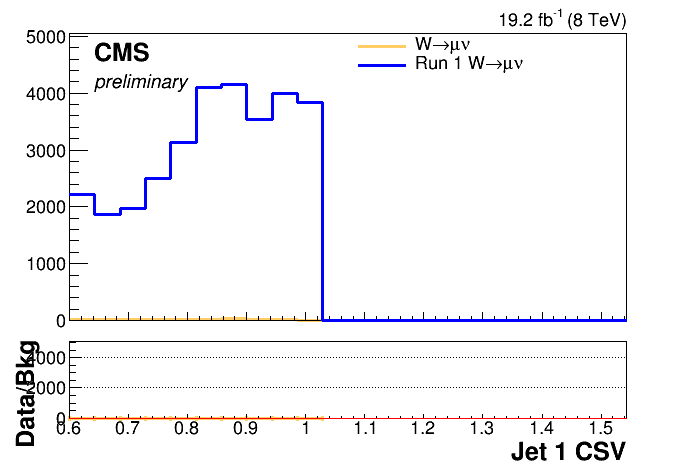 19.2 fb⁻¹ (8 TeV)
CMS
preliminary
W→μν
Run 1 W→μν
5000
4000
3000
2000
1000
0
Data/Bkg
4000
2000
0
0.6 0.7 0.8 0.9 1 1.1 1.2 1.3 1.4 1.5
Jet 1 CSV